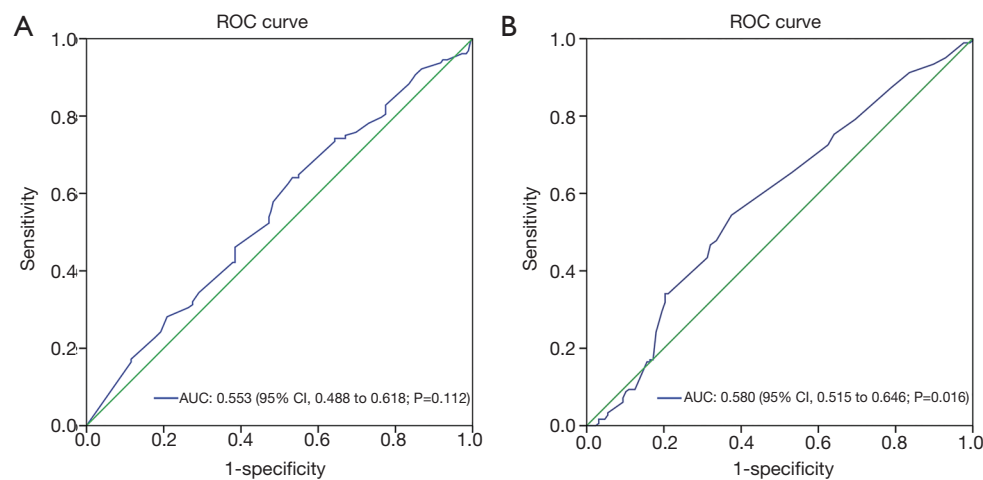 A
ROC curve
1.0
0.8
0.6
0.4
0.2
0.0
Sensitivity
AUC: 0.553 (95% CI, 0.488 to 0.618; P=0.112)
0.0 0.2 0.4 0.6 0.8 1.0
1-specificity
B
ROC curve
1.0
0.8
0.6
0.4
0.2
0.0
Sensitivity
AUC: 0.580 (95% CI, 0.515 to 0.646; P=0.016)
0.0 0.2 0.4 0.6 0.8 1.0
1-specificity